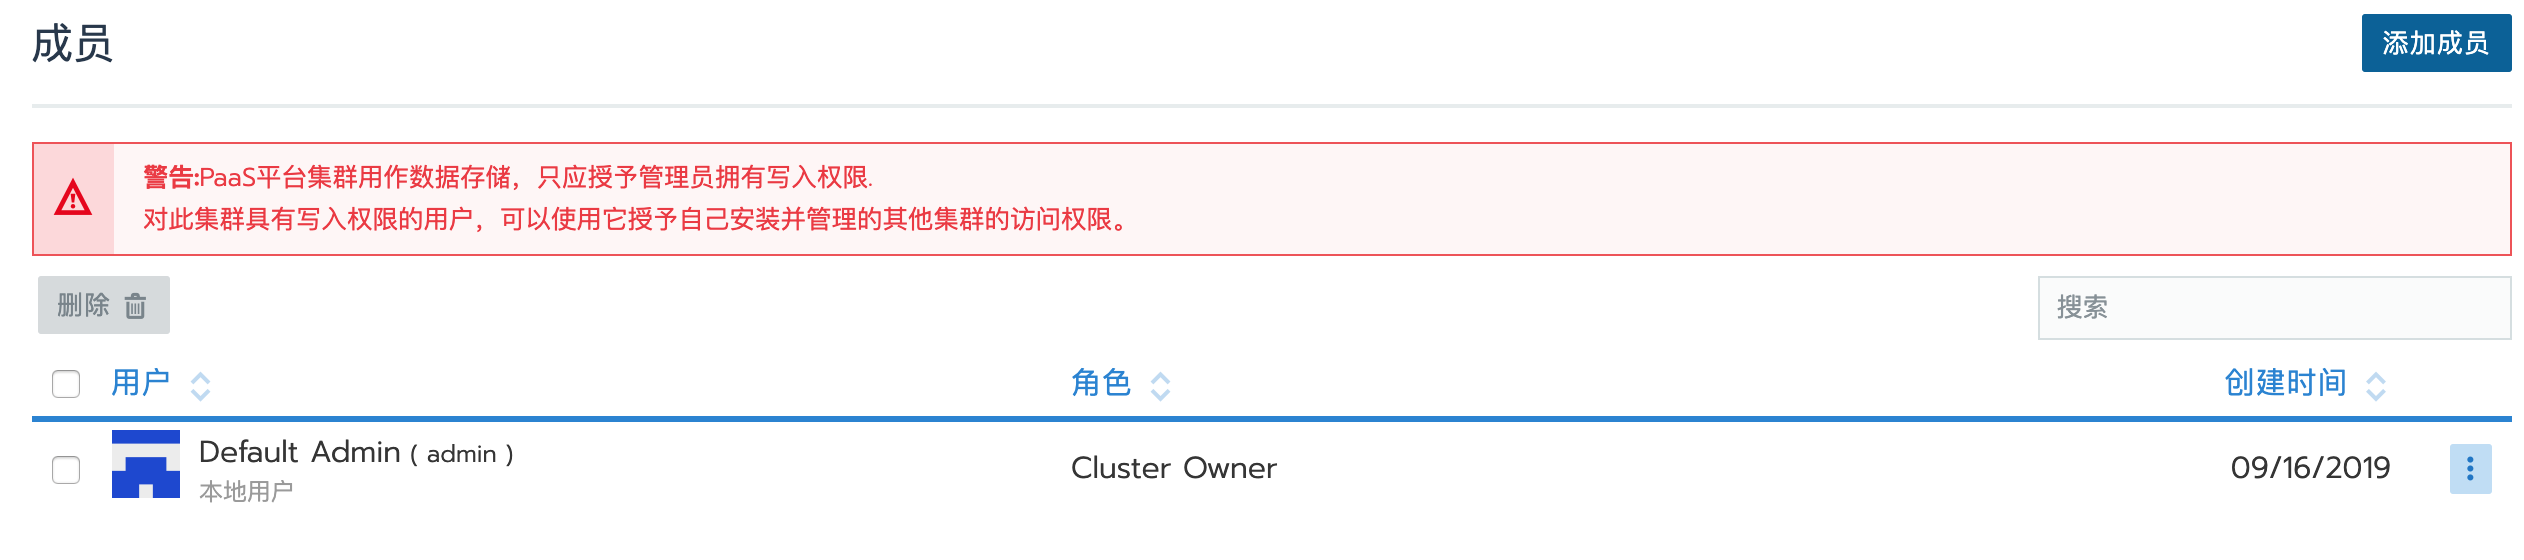 成员
添加成员
警告:PaaS平台集群用作数据存储，只应授予管理员拥有写入权限.
对此集群具有写入权限的用户，可以使用它授予自己安装并管理的其他集群的访问权限。
删除
搜索
用户 角色 创建时间
Default Admin ( admin ) Cluster Owner 09/16/2019
本地用户